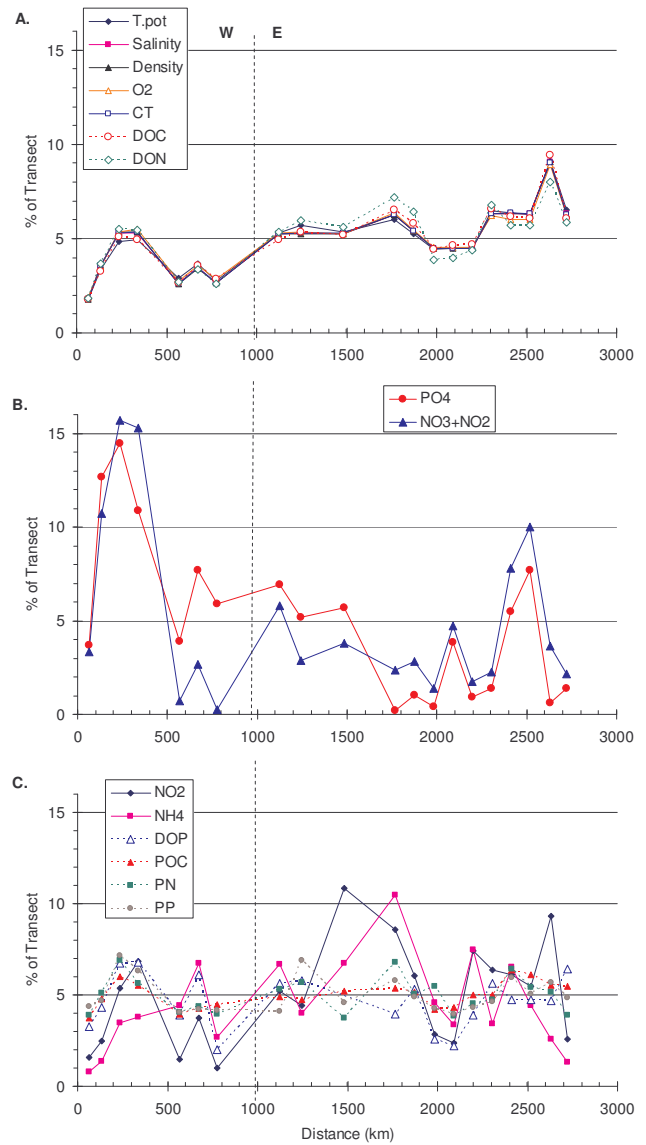 A.
T.pot
Salinity
Density
O2
CT
DOC
DON
W E
% of Transect
15
10
5
0
0 500 1000 1500 2000 2500 3000
B.
PO4
NO3+NO2
% of Transect
15
10
5
0
0 500 1000 1500 2000 2500 3000
C.
NO2
NH4
DOP
POC
PN
PP
% of Transect
15
10
5
0
0 500 1000 1500 2000 2500 3000
Distance (km)